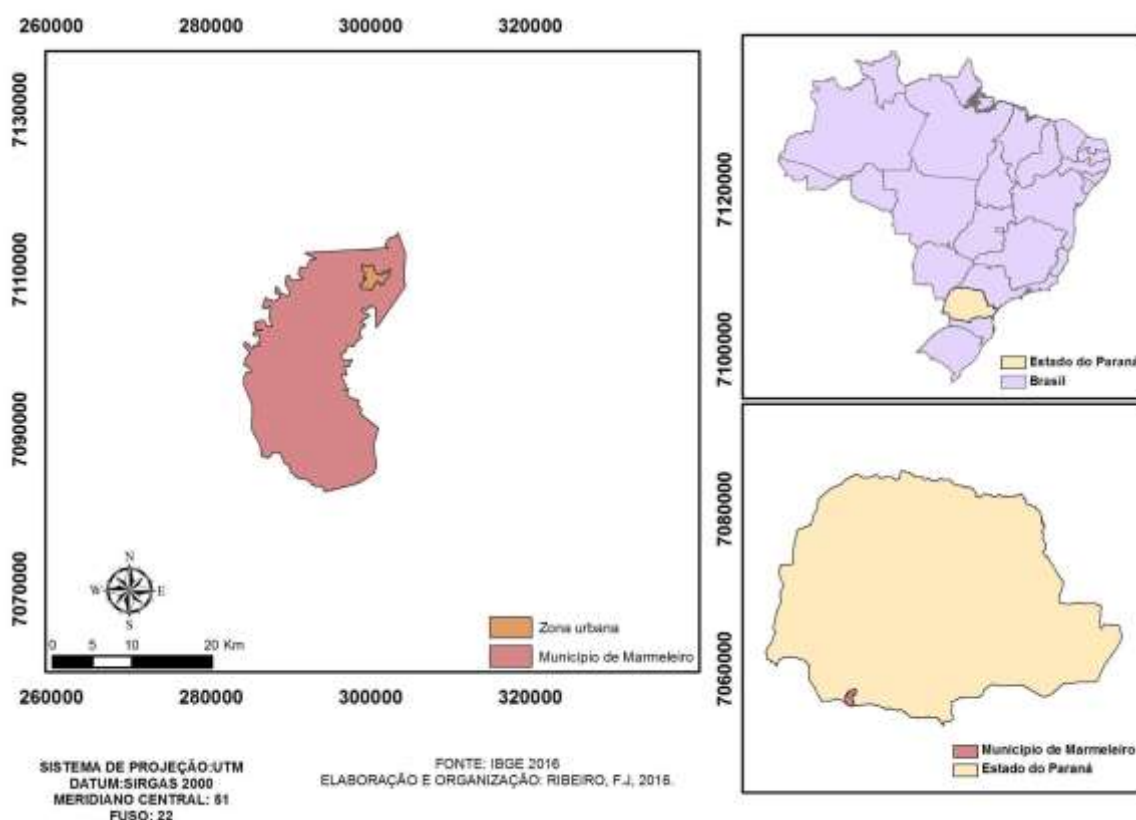 260000 280000 300000 320000
7130000
7110000
7090000
7070000
N
W E
S
0 5 10 20 Km
Zona urbana
Município de Marmeleiro
260000 280000 300000 320000
7120000
7100000
7080000
7060000
Estado do Paraná
Brasil
Município de Marmeleiro
Estado do Paraná
SISTEMA DE PROJEÇÃO:UTM
DATUM:SIRGAS 2000
MERIDIANO CENTRAL: 51
FUSO: 22
FONTE: IBGE 2016
ELABORAÇÃO E ORGANIZAÇÃO: RIBEIRO, F.J, 2016.